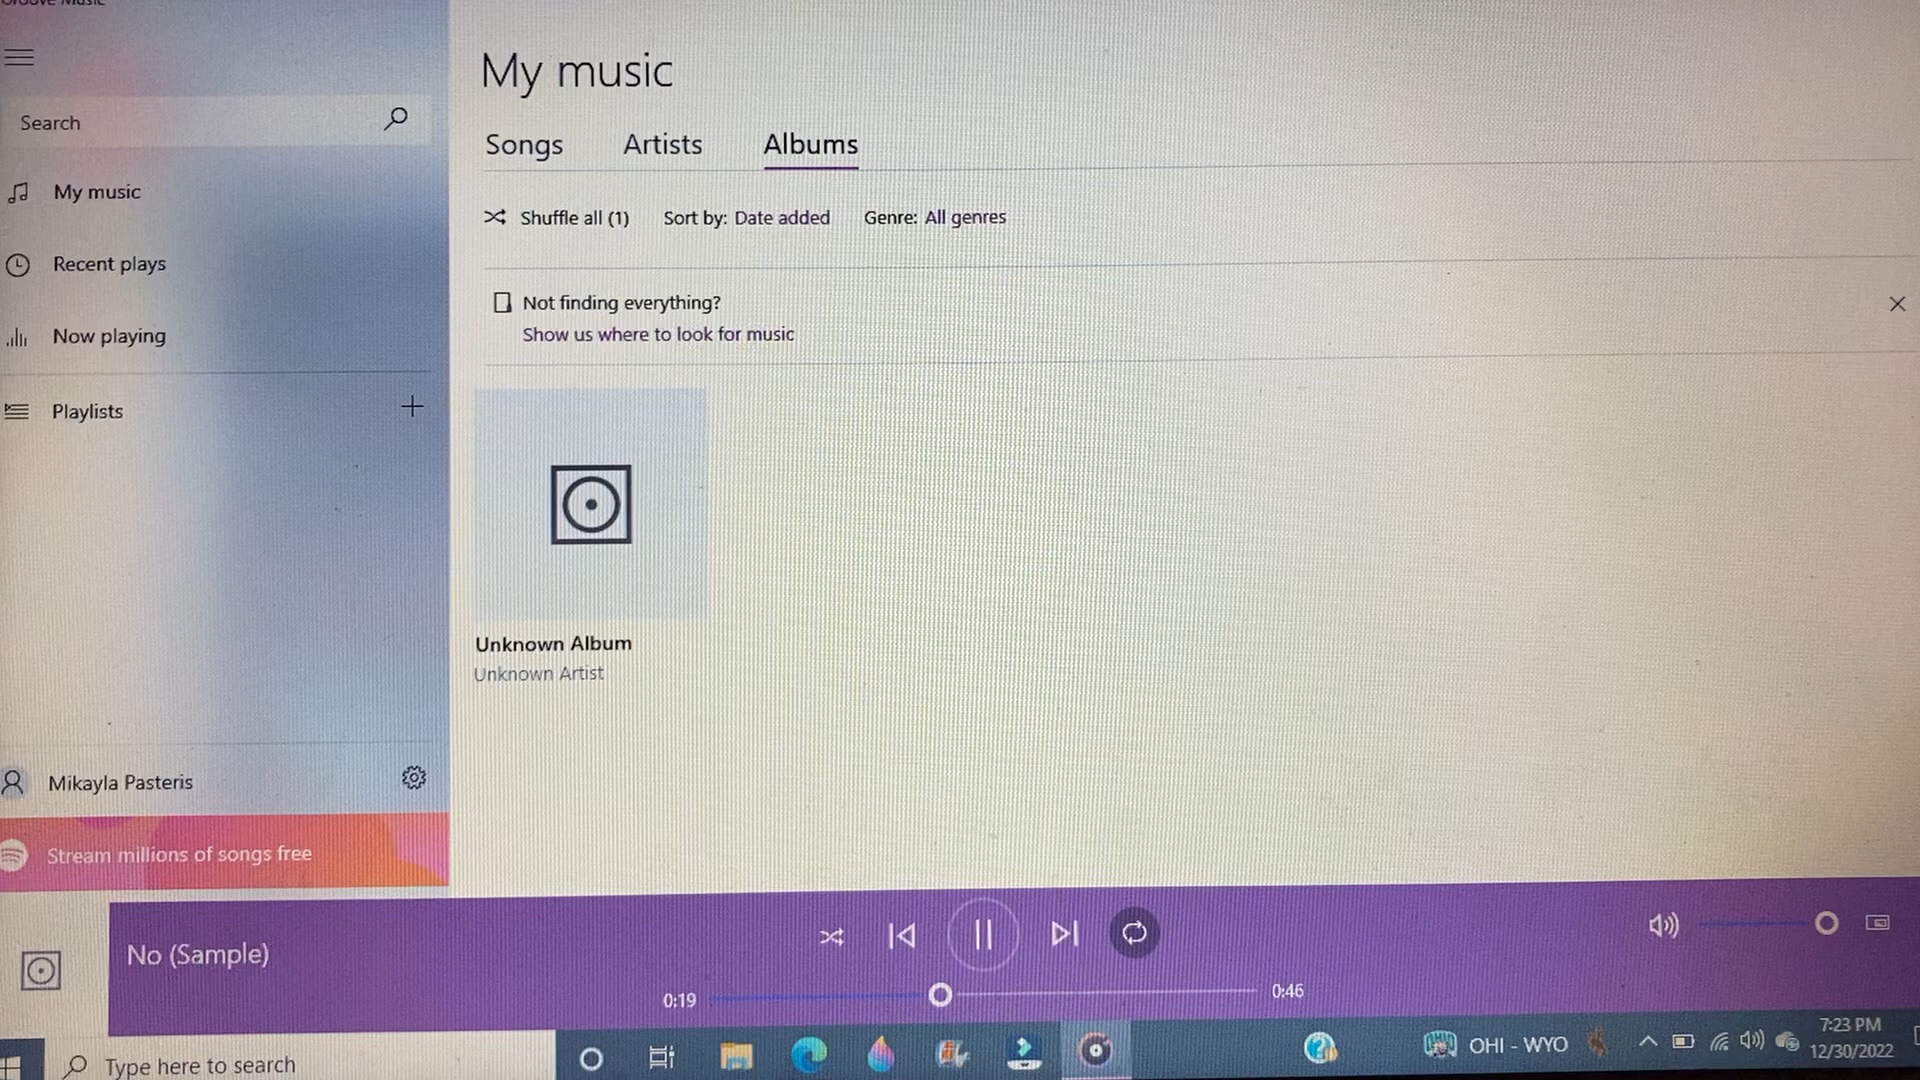 Groove Music
Search
My music
Recent plays
Now playing
Playlists
Mikayla Pasteris
Stream millions of songs free
My music
Songs Artists Albums
Shuffle all (1) Sort by: Date added Genre: All genres
Not finding everything?
Show us where to look for music
Unknown Album
Unknown Artist
No (Sample)
0:19 0:46
Type here to search
OHI - WYO
7:23 PM
12/30/2022